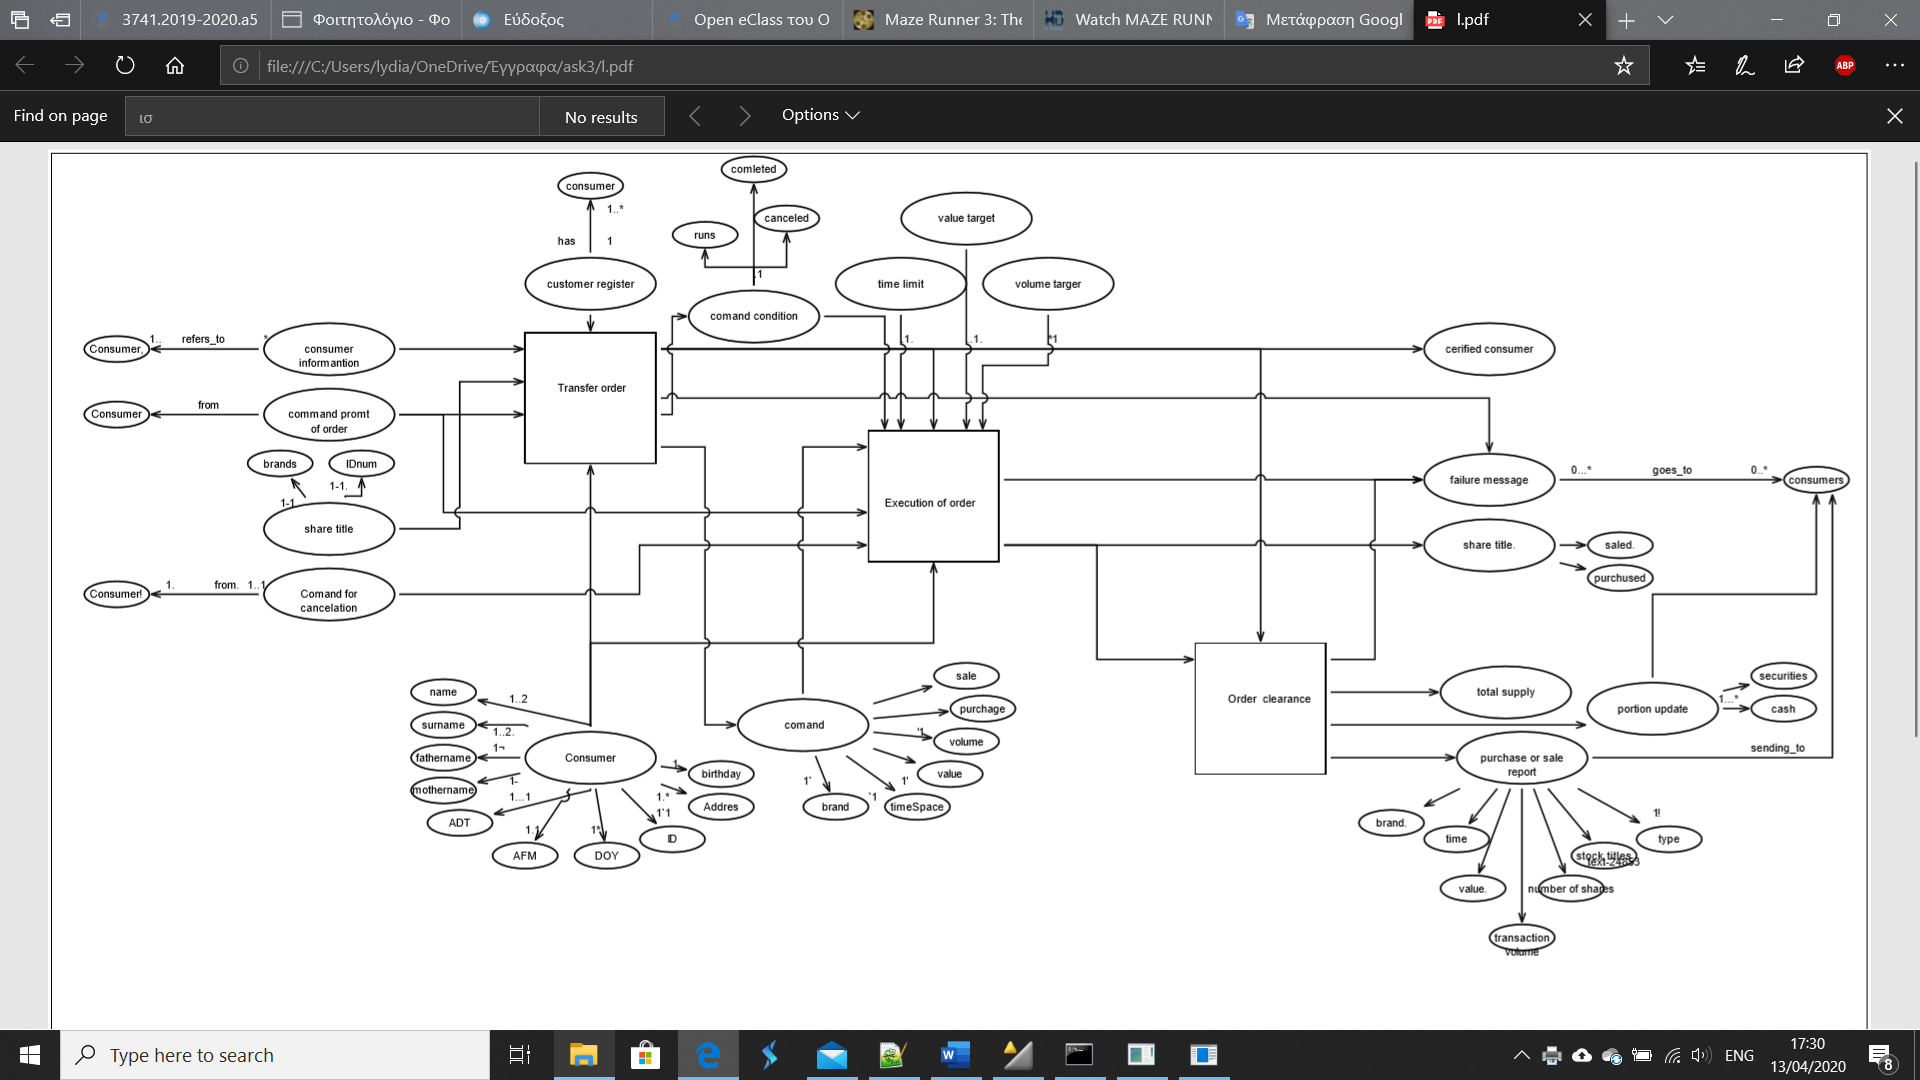 3741.2019-2020.a5
Φοιτητολόγιο - Φο
Εύδοξος
Open eClass του Ο
Maze Runner 3: The
Watch MAZE RUNN
Μετάφραση Googl
l.pdf
file:///C:/Users/lydia/OneDrive/Έγγραφα/ask3/l.pdf
ABP
Find on page
ισ
No results
Options
comleted
consumer
1..*
canceled
value target
runs
has
1
.1
customer register
time limit
volume targer
comand condition
Consumer,
1..
refers_to
*
consumer
informantion
.1.
..1.
*1
cerified consumer
Transfer order
Consumer
from
command promt
of order
brands
IDnum
1-1.
1-1
share title
Execution of order
failure message
0...*
goes_to
0..*
consumers
share title.
saled.
purchused
Consumer!
1.
from.
1..1
Comand for
cancelation
name
1..2
surname
1..2.
fathername
1¬
mothername
1-
ADT
1...1
Consumer
AFM
1.1
DOY
1*
ID
1`1
1.*
Addres
1
birthday
comand
sale
purchage
volume
`1
value
brand
1`
timeSpace
1'
`1
Order clearance
total supply
portion update
securities
1...*
cash
purchase or sale
report
sending_to
brand.
time
value.
transaction
volume
number of shares
stock titles
text-24853
type
1!
Type here to search
ENG
17:30
13/04/2020
8